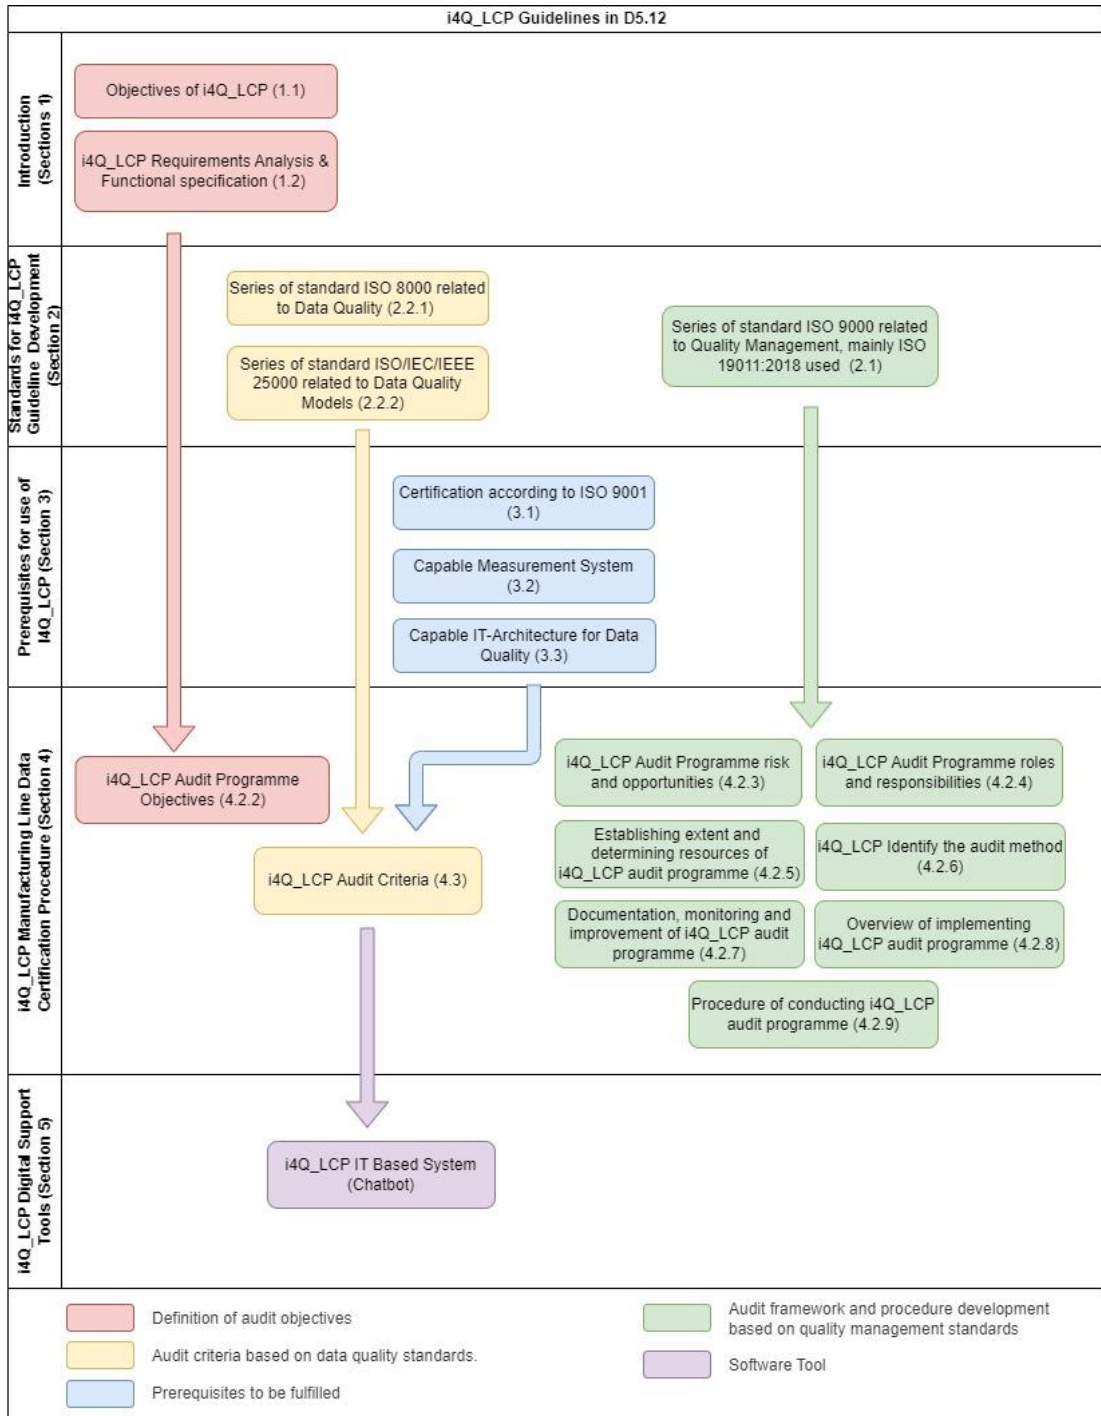 i4Q_LCP Guidelines in D5.12
Introduction
(Sections 1)
Objectives of i4Q_LCP (1.1)
i4Q_LCP Requirements Analysis &
Functional specification (1.2)
Standards for i4Q_LCP
Guideline Development
(Section 2)
Series of standard ISO 8000 related
to Data Quality (2.2.1)
Series of standard ISO/IEC/IEEE
25000 related to Data Quality
Models (2.2.2)
Series of standard ISO 9000 related
to Quality Management, mainly ISO
19011:2018 used (2.1)
Prerequisites for use of
I4Q_LCP (Section 3)
Certification according to ISO 9001
(3.1)
Capable Measurement System
(3.2)
Capable IT-Architecture for Data
Quality (3.3)
i4Q_LCP Manufacturing Line Data
Certification Procedure (Section 4)
i4Q_LCP Audit Programme
Objectives (4.2.2)
i4Q_LCP Audit Criteria (4.3)
i4Q_LCP Audit Programme risk
and opportunities (4.2.3)
i4Q_LCP Audit Programme roles
and responsibilities (4.2.4)
Establishing extent and
determining resources of
i4Q_LCP audit programme (4.2.5)
i4Q_LCP Identify the audit method
(4.2.6)
Documentation, monitoring and
improvement of i4Q_LCP audit
programme (4.2.7)
Overview of implementing
i4Q_LCP audit programme (4.2.8)
Procedure of conducting i4Q_LCP
audit programme (4.2.9)
i4Q_LCP Digital Support
Tools (Section 5)
i4Q_LCP IT Based System
(Chatbot)
Definition of audit objectives
Audit criteria based on data quality standards.
Prerequisites to be fulfilled
Audit framework and procedure development
based on quality management standards
Software Tool